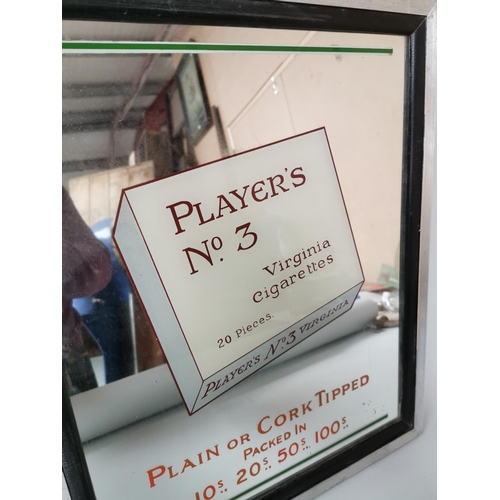 PLAYER'S
No. 3
Virginia
Cigarettes
20 Pieces.
PLAYER'S No. 3 VIRGINIA
PLAIN OR CORK TIPPED
PACKED IN
10s. 20s. 50s. 100s.